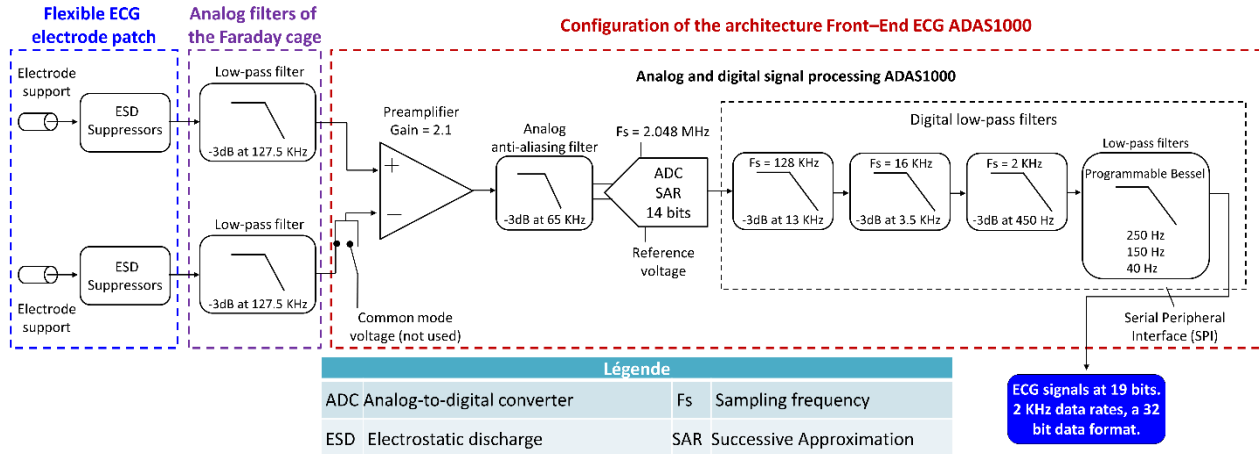 Flexible ECG
electrode patch
Analog filters of
the Faraday cage
Configuration of the architecture Front–End ECG ADAS1000
Electrode
support
ESD
Suppressors
Low-pass filter
-3dB at 127.5 KHz
Preamplifier
Gain = 2.1
+
−
Analog
anti-aliasing filter
-3dB at 65 KHz
Analog and digital signal processing ADAS1000
Fs = 2.048 MHz
ADC
SAR
14 bits
Reference
voltage
Digital low-pass filters
Fs = 128 KHz
-3dB at 13 KHz
Fs = 16 KHz
-3dB at 3.5 KHz
Fs = 2 KHz
-3dB at 450 Hz
Low-pass filters
Programmable Bessel
250 Hz
150 Hz
40 Hz
Low-pass filter
-3dB at 127.5 KHz
ESD
Suppressors
Electrode
support
Common mode
voltage (not used)
Serial Peripheral
Interface (SPI)
ECG signals at 19 bits.
2 KHz data rates, a 32
bit data format.
Légende
ADC Analog-to-digital converter Fs Sampling frequency
ESD Electrostatic discharge SAR Successive Approximation